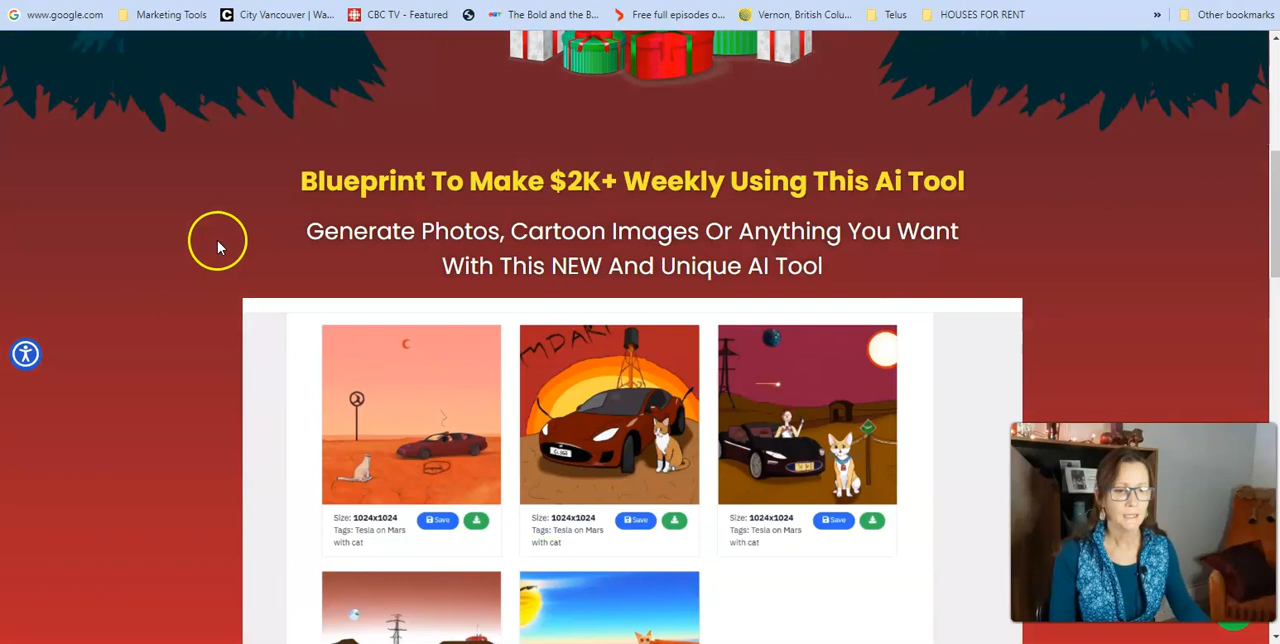 www.google.com Marketing Tools City Vancouver | Wa... CBC TV - Featured The Bold and the B... Free full episodes o... Vernon, British Colu... Telus HOUSES FOR RENT » Other bookmarks
Blueprint To Make $2K+ Weekly Using This Ai Tool
Generate Photos, Cartoon Images Or Anything You Want
With This NEW And Unique AI Tool
MDARI
Size: 1024x1024 Save Size: 1024x1024 Save Size: 1024x1024 Save
Tags: Tesla on Mars Tags: Tesla on Mars Tags: Tesla on Mars
with cat with cat with cat